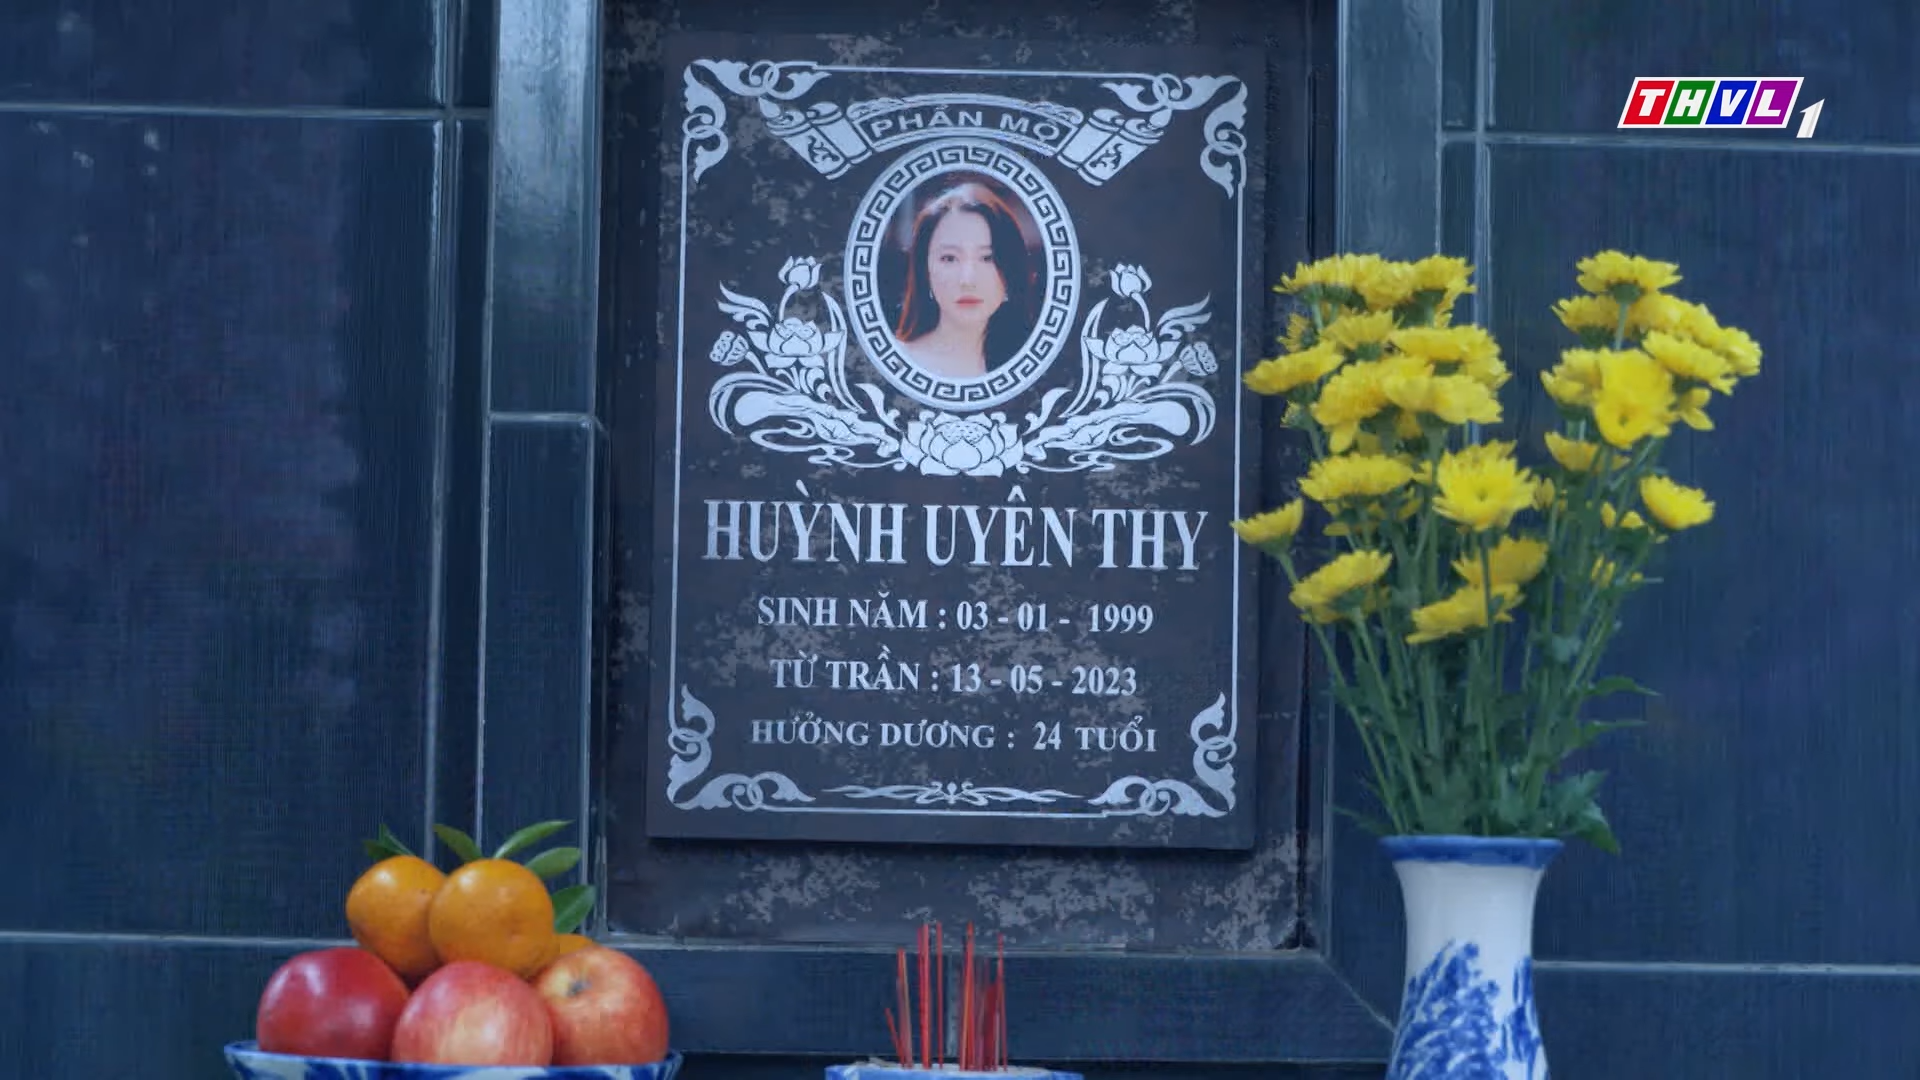 THVL1
PHẦN MỘ
HUỲNH UYÊN THY
SINH NĂM : 03 - 01 - 1999
TỪ TRẦN : 13 - 05 - 2023
HƯỞNG DƯƠNG : 24 TUỔI